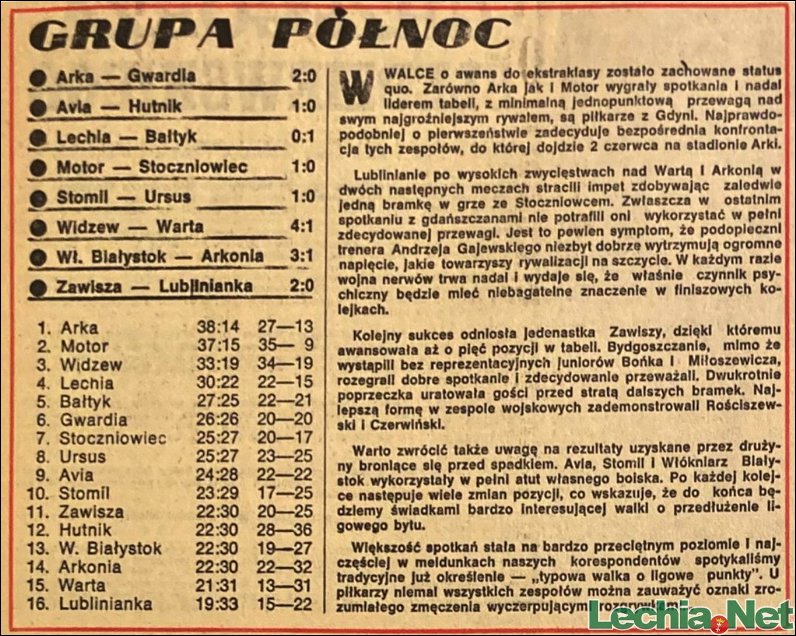 GRUPA PÓŁNOC
Arka — Gwardia 2:0
Avia — Hutnik 1:0
Lechia — Bałtyk 0:1
Motor — Stoczniowiec 1:0
Stomil — Ursus 1:0
Widzew — Warta 4:1
Wł. Białystok — Arkonia 3:1
Zawisza — Lublinianka 2:0
1. Arka 38:14 27—13
2. Motor 37:15 35— 9
3. Widzew 33:19 34—19
4. Lechia 30:22 22—15
5. Bałtyk 27:25 22—21
6. Gwardia 26:26 20—20
7. Stoczniowiec 25:27 20—17
8. Ursus 25:27 23—25
9. Avia 24:28 22—22
10. Stomil 23:29 17—25
11. Zawisza 22:30 20—25
12. Hutnik 22:30 28—36
13. W. Białystok 22:30 19—27
14. Arkonia 22:30 22—32
15. Warta 21:31 13—31
16. Lublinianka 19:33 15—22
W WALCE o awans do ekstraklasy zostało zachowane status
quo. Zarówno Arka jak i Motor wygrały spotkania i nadal
liderem tabeli, z minimalną jednopunktową przewagą nad
swym najgroźniejszym rywalem, są piłkarze z Gdyni. Najprawdo-
podobniej o pierwszeństwie zadecyduje bezpośrednia konfronta-
cja tych zespołów, do której dojdzie 2 czerwca na stadionie Arki.
Lublinianie po wysokich zwycięstwach nad Wartą i Arkonią w
dwóch następnych meczach stracili impet zdobywając zaledwie
jedną bramkę w grze ze Stoczniowcem. Zwłaszcza w ostatnim
spotkaniu z gdańszczanami nie potrafili oni wykorzystać w pełni
zdecydowanej przewagi. Jest to pewien symptom, że podopieczni
trenera Andrzeja Gajewskiego niezbyt dobrze wytrzymują ogromne
napięcie, jakie towarzyszy rywalizacji na szczycie. W każdym razie
wojna nerwów trwa nadal i wydaje się, że właśnie czynnik psy-
chiczny będzie mieć niebagatelne znaczenie w finiszowych ko-
lejkach.
Kolejny sukces odniosła jedenastka Zawiszy, dzięki któremu
awansowała aż o pięć pozycji w tabeli. Bydgoszczanie, mimo że
wystąpili bez reprezentacyjnych juniorów Bońka i Miłoszewicza,
rozegrali dobre spotkanie i zdecydowanie przeważali. Dwukrotnie
poprzeczka uratowała gości przed stratą dalszych bramek. Naj-
lepszą formę w zespole wojskowych zademonstrowali Rościszew-
ski i Czerwiński.
Warto zwrócić także uwagę na rezultaty uzyskane przez druży-
ny broniące się przed spadkiem. Avia, Stomil i Włókniarz Biały-
stok wykorzystały w pełni atut własnego boiska. Po każdej kolej-
ce następuje wiele zmian pozycji, co wskazuje, że do końca bę-
dziemy świadkami bardzo interesującej walki o przedłużenie li-
gowego bytu.
Większość spotkań stała na bardzo przeciętnym poziomie i naj-
częściej w meldunkach naszych korespondentów spotykaliśmy
tradycyjne już określenie — „typowa walka o ligowe punkty". U
piłkarzy niemal wszystkich zespołów można zauważyć oznaki zro-
zumiałego zmęczenia wyczerpującymi rozgrywkami.
Lechia.Net